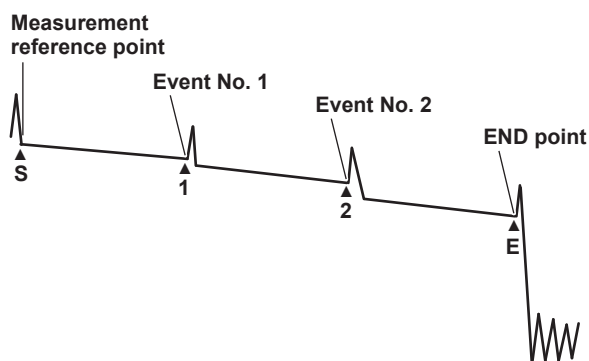 Measurement
reference point
Event No. 1
Event No. 2
END point
S
1
2
E